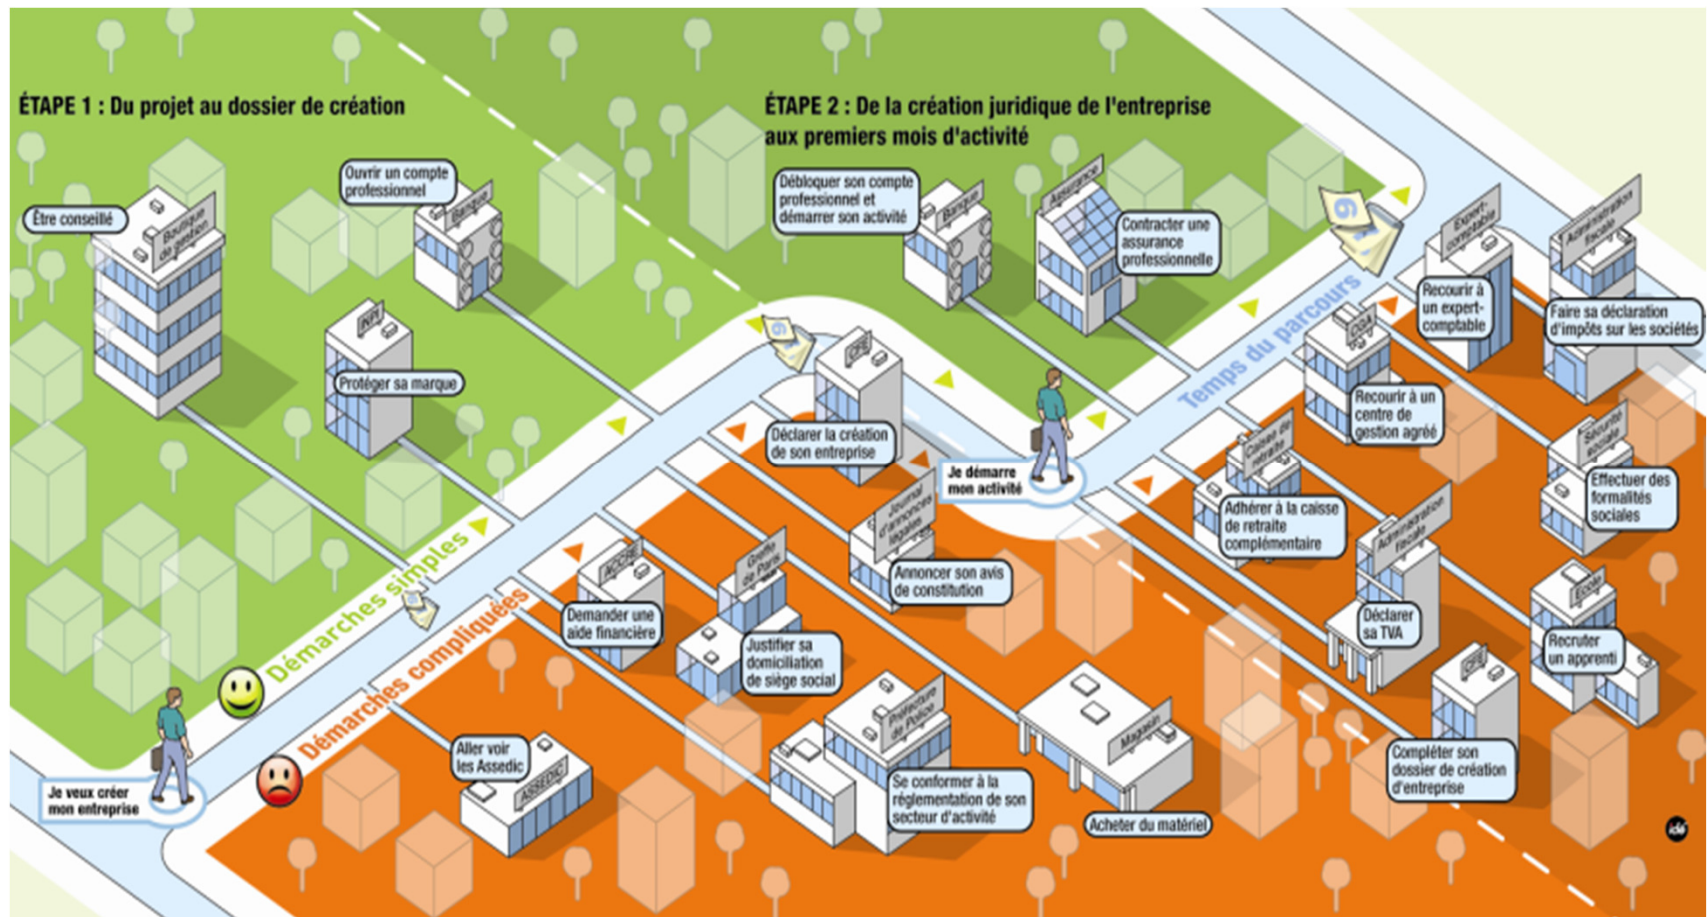 ÉTAPE 1 : Du projet au dossier de création
ÉTAPE 2 : De la création juridique de l'entreprise
aux premiers mois d'activité
Être conseillé
Boutique
de gestion
Ouvrir un compte
professionnel
Banque
INPI
Protéger sa marque
Débloquer son compte
professionnel et
démarrer son activité
Banque
Assurance
Contracter une
assurance
professionnelle
Expert-
comptable
Recourir à
un expert-
comptable
Administration
fiscale
Faire sa déclaration
d'impôts sur les sociétés
Temps du parcours
CGA
Recourir à un
centre de
gestion agréé
CFE
Déclarer la création
de son entreprise
Je démarre
mon activité
Caisse de
retraite
Adhérer à la caisse
de retraite
complémentaire
Sécurité
sociale
Effectuer des
formalités
sociales
Journal
d'annonces
légales
Annoncer son avis
de constitution
Administration
fiscale
Déclarer
sa TVA
École
Recruter
un apprenti
Démarches simples
Démarches compliquées
ACCRE
Demander une
aide financière
Greffe
de Paris
Justifier sa
domiciliation
de siège social
CFE
Compléter son
dossier de création
d'entreprise
Préfecture
de Police
Se conformer à la
réglementation de son
secteur d'activité
Magasin
Acheter du matériel
Aller voir
les Assedic
ASSEDIC
Je veux créer
mon entreprise
idé